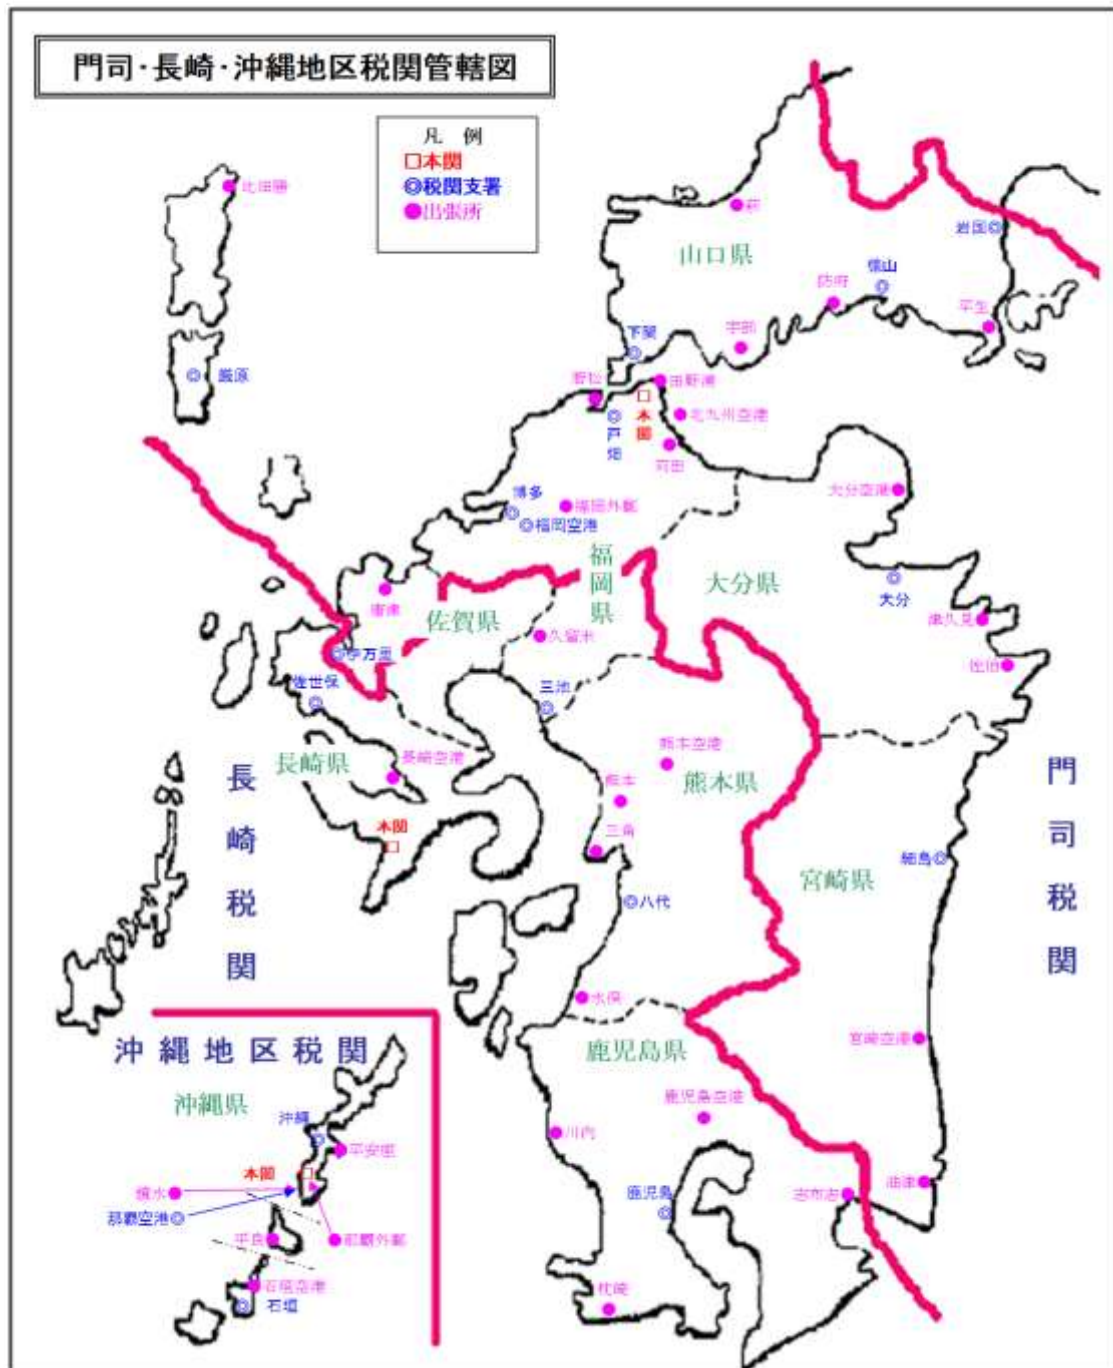 門司・長崎・沖縄地区税関管轄図
凡 例
□本関
◎税関支署
●出張所
比田勝
厳原
萩
山口県
岩国◎
徳山
防府
平生
宇部
下関
若松
田野浦
□本関
北九州空港
戸畑
苅田
博多
◎福岡空港
福岡外郵
大分空港
福岡県
大分県
大分
津久見
佐伯
唐津
佐賀県
久留米
◎伊万里
佐世保
三池
長崎県
長崎空港
本関
□
長崎税関
熊本空港
熊本県
熊本
三角
◎八代
水俣
門司税関
細島◎
宮崎県
宮崎空港
油津
鹿児島県
鹿児島空港
川内
鹿児島
志布志
枕崎
沖縄地区税関
沖縄県
沖縄
平安座
本関
□
那覇空港◎
平良
那覇外郵
石垣空港
◎石垣